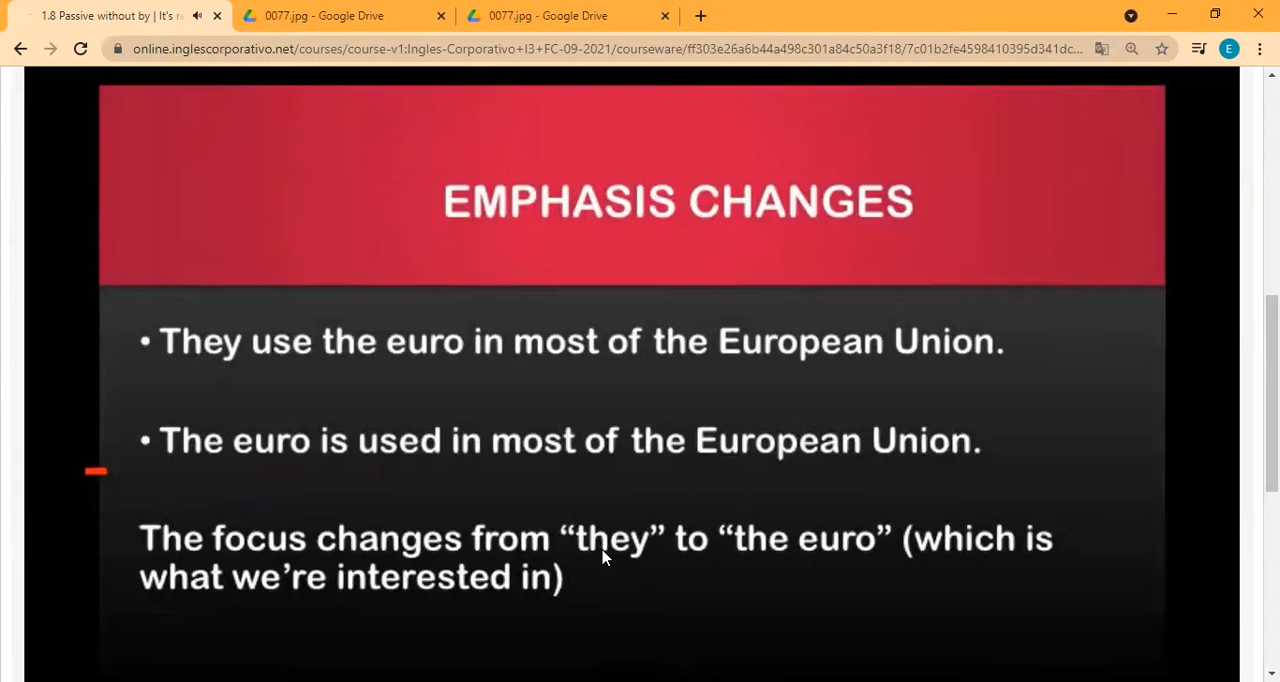 1.8 Passive without by | It's re
0077.jpg - Google Drive
0077.jpg - Google Drive
online.inglescorporativo.net/courses/course-v1:Ingles-Corporativo+I3+FC-09-2021/courseware/ff303e26a6b44a498c301a84c50a3f18/7c01b2fe4598410395d341dc...
E
EMPHASIS CHANGES
• They use the euro in most of the European Union.
• The euro is used in most of the European Union.
The focus changes from “they” to “the euro” (which is
what we’re interested in)